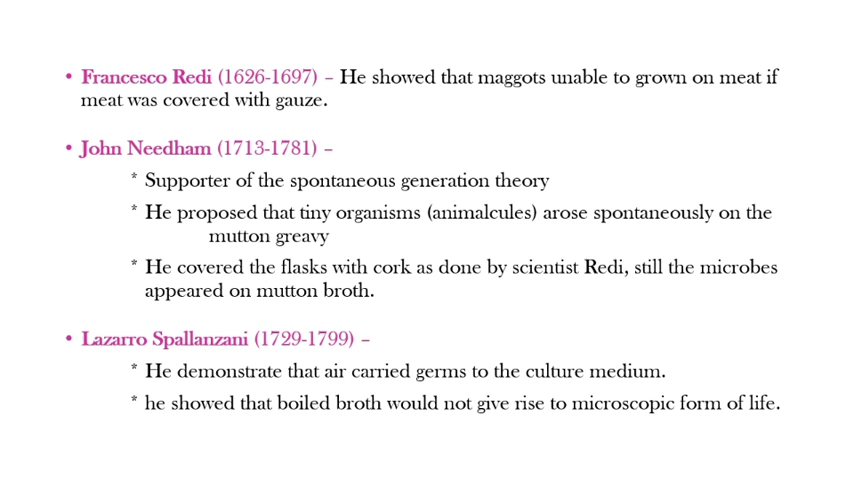 • Francesco Redi (1626-1697) – He showed that maggots unable to grown on meat if
meat was covered with gauze.
• John Needham (1713-1781) –
* Supporter of the spontaneous generation theory
* He proposed that tiny organisms (animalcules) arose spontaneously on the
mutton greavy
* He covered the flasks with cork as done by scientist Redi, still the microbes
appeared on mutton broth.
• Lazarro Spallanzani (1729-1799) –
* He demonstrate that air carried germs to the culture medium.
* he showed that boiled broth would not give rise to microscopic form of life.